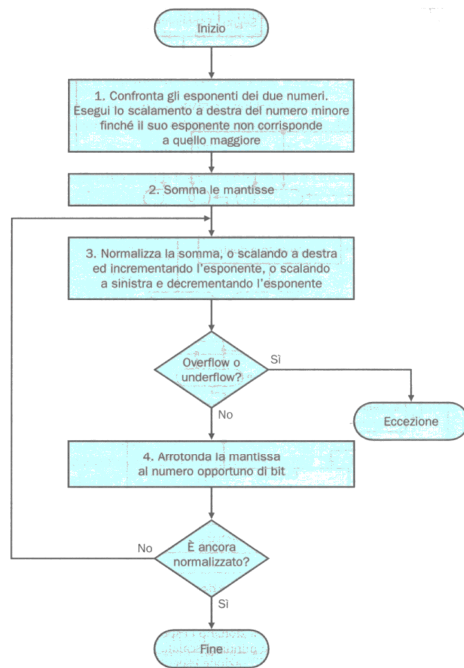 Inizio
1. Confronta gli esponenti dei due numeri.
Esegui lo scalamento a destra del numero minore
finché il suo esponente non corrisponde
a quello maggiore
2. Somma le mantisse
3. Normalizza la somma, o scalando a destra
ed incrementando l'esponente, o scalando
a sinistra e decrementando l'esponente
Overflow o
underflow?
Sì
No
Eccezione
4. Arrotonda la mantissa
al numero opportuno di bit
È ancora
normalizzato?
No
Sì
Fine